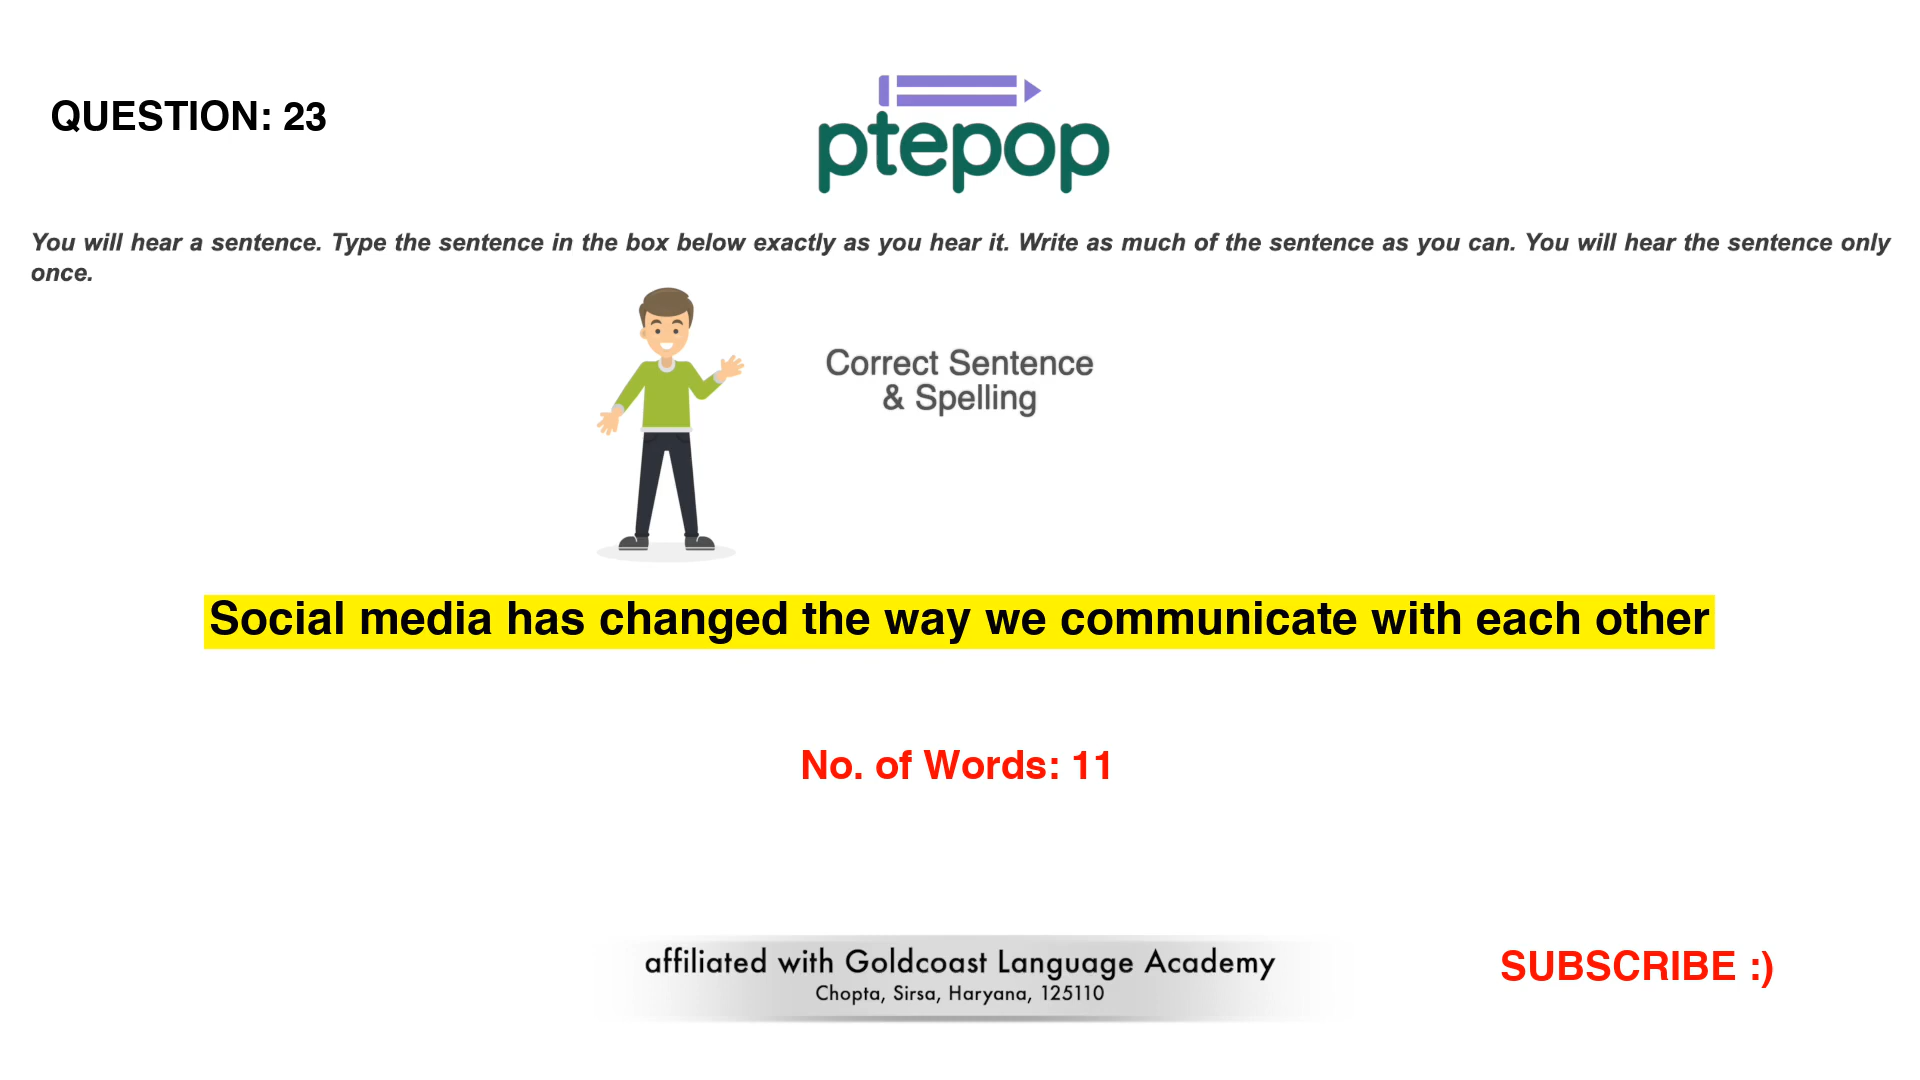 QUESTION: 23
ptepop
You will hear a sentence. Type the sentence in the box below exactly as you hear it. Write as much of the sentence as you can. You will hear the sentence only
once.
Correct Sentence
& Spelling
Social media has changed the way we communicate with each other
No. of Words: 11
affiliated with Goldcoast Language Academy
Chopta, Sirsa, Haryana, 125110
SUBSCRIBE :)